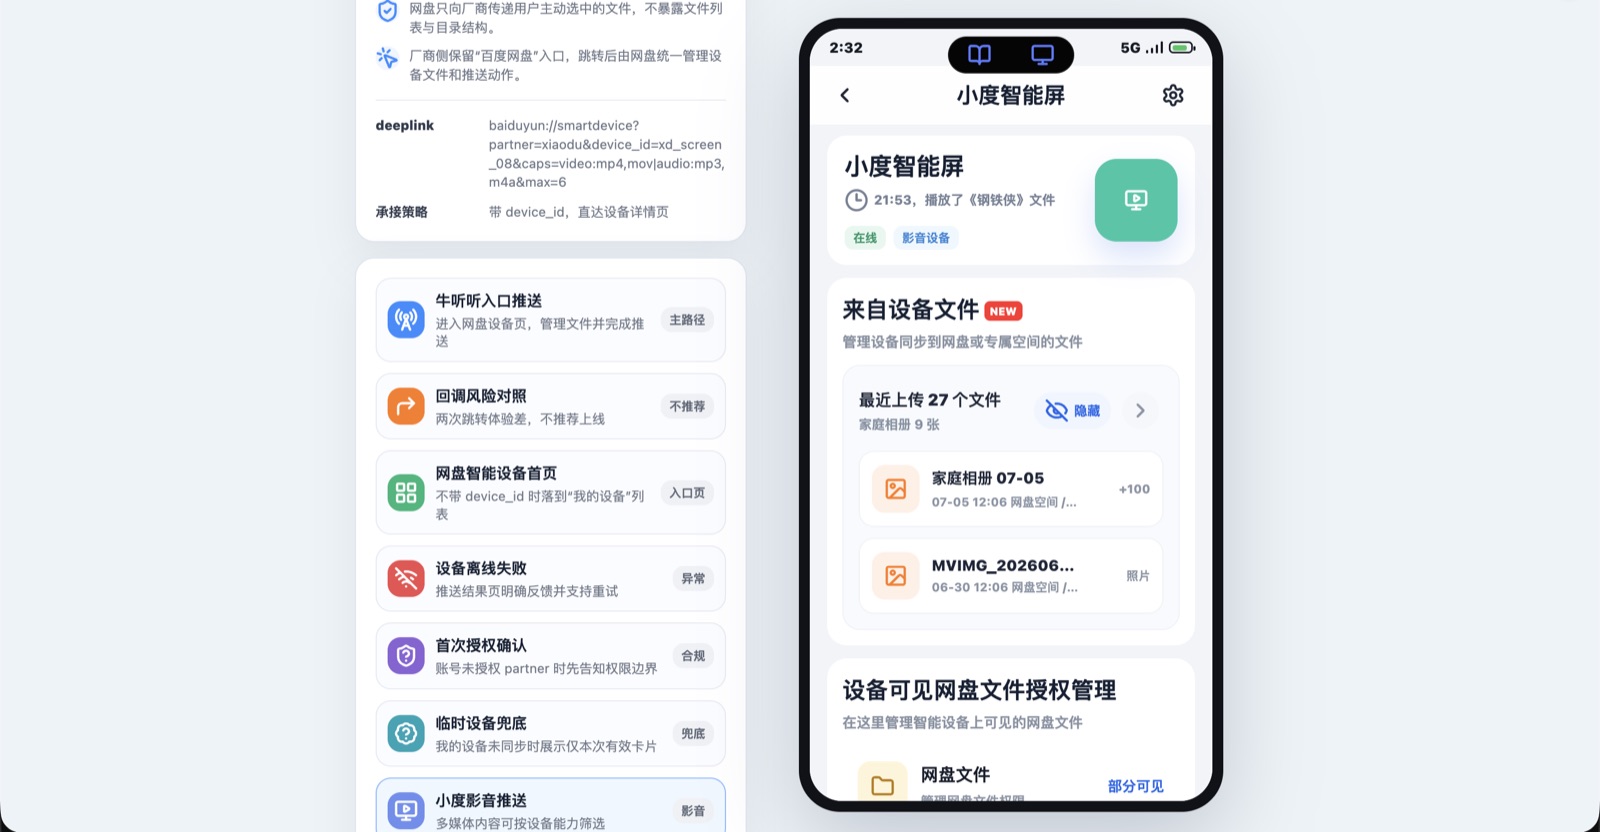 网盘只向厂商传递用户主动选中的文件，不暴露文件列
表与目录结构。
厂商侧保留“百度网盘”入口，跳转后由网盘统一管理设
备文件和推送动作。
deeplink
baiduyun://smartdevice?
partner=xiaodu&device_id=xd_screen
_08&caps=video:mp4,mov|audio:mp3,
m4a&max=6
承接策略
带 device_id，直达设备详情页
牛听听入口推送
进入网盘设备页，管理文件并完成推
送
主路径
回调风险对照
两次跳转体验差，不推荐上线
不推荐
网盘智能设备首页
不带 device_id 时落到“我的设备”列
表
入口页
设备离线失败
推送结果页明确反馈并支持重试
异常
首次授权确认
账号未授权 partner 时先告知权限边界
合规
临时设备兜底
我的设备未同步时展示仅本次有效卡片
兜底
小度影音推送
多媒体内容可按设备能力筛选
影音
2:32
5G
小度智能屏
小度智能屏
21:53，播放了《钢铁侠》文件
在线
影音设备
来自设备文件 NEW
管理设备同步到网盘或专属空间的文件
最近上传 27 个文件
家庭相册 9 张
隐藏
家庭相册 07-05
07-05 12:06 网盘空间 /...
+100
MVIMG_202606...
06-30 12:06 网盘空间 /...
照片
设备可见网盘文件授权管理
在这里管理智能设备上可见的网盘文件
网盘文件
管理网盘文件权限
部分可见